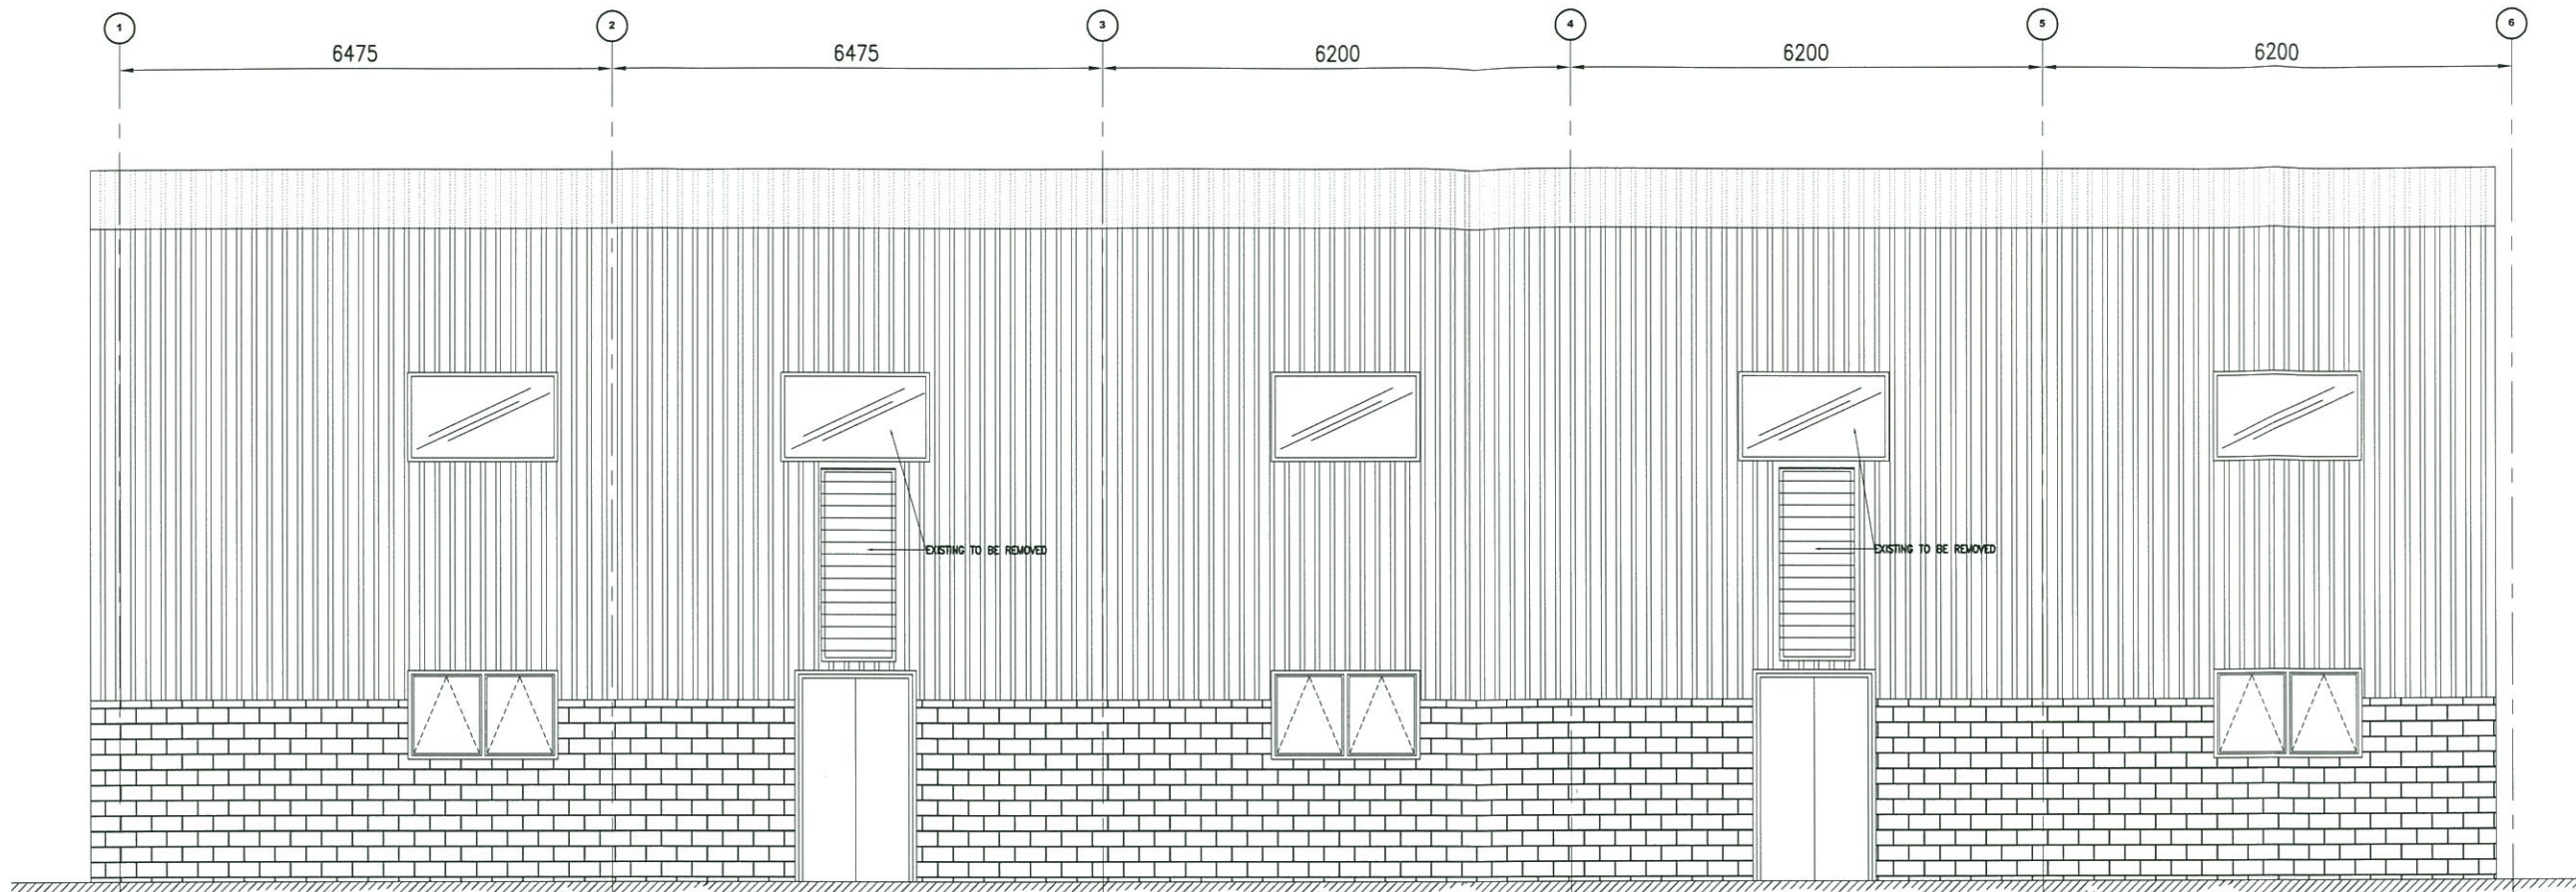 1 2 3 4 5 6
6475 6475 6200 6200 6200
EXISTING TO BE REMOVED EXISTING TO BE REMOVED